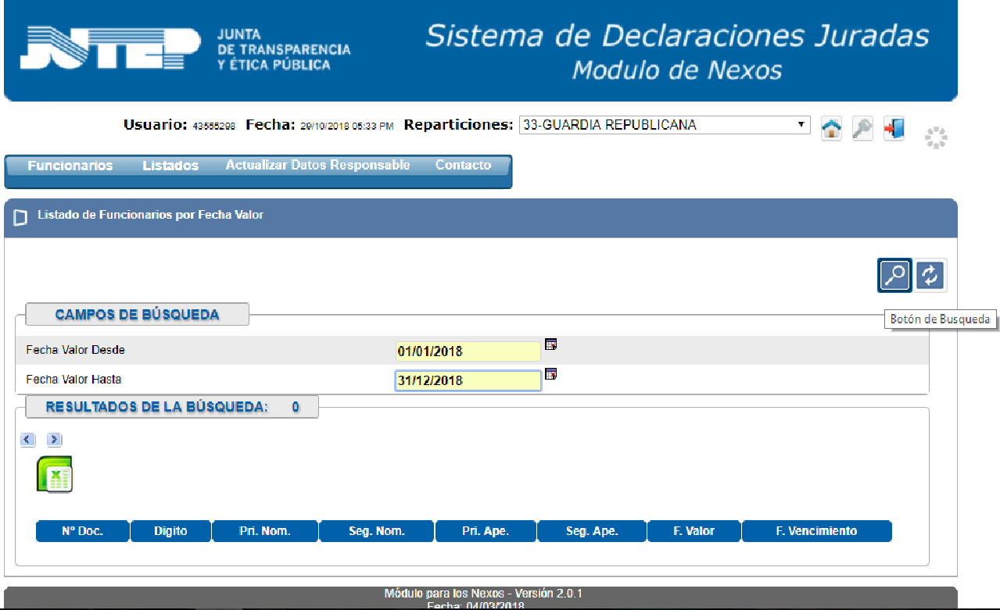 JUTEP
JUNTA
DE TRANSPARENCIA
Y ÉTICA PÚBLICA
Sistema de Declaraciones Juradas
Modulo de Nexos
Usuario: 43555298 Fecha: 29/10/2018 05:33 PM Reparticiones: 33-GUARDIA REPUBLICANA
Funcionarios Listados Actualizar Datos Responsable Contacto
Listado de Funcionarios por Fecha Valor
Botón de Busqueda
CAMPOS DE BÚSQUEDA
Fecha Valor Desde 01/01/2018
Fecha Valor Hasta 31/12/2018
RESULTADOS DE LA BÚSQUEDA: 0
Nº Doc. Digito Pri. Nom. Seg. Nom. Pri. Ape. Seg. Ape. F. Valor F. Vencimiento
Módulo para los Nexos - Versión 2.0.1
Fecha: 04/03/2018